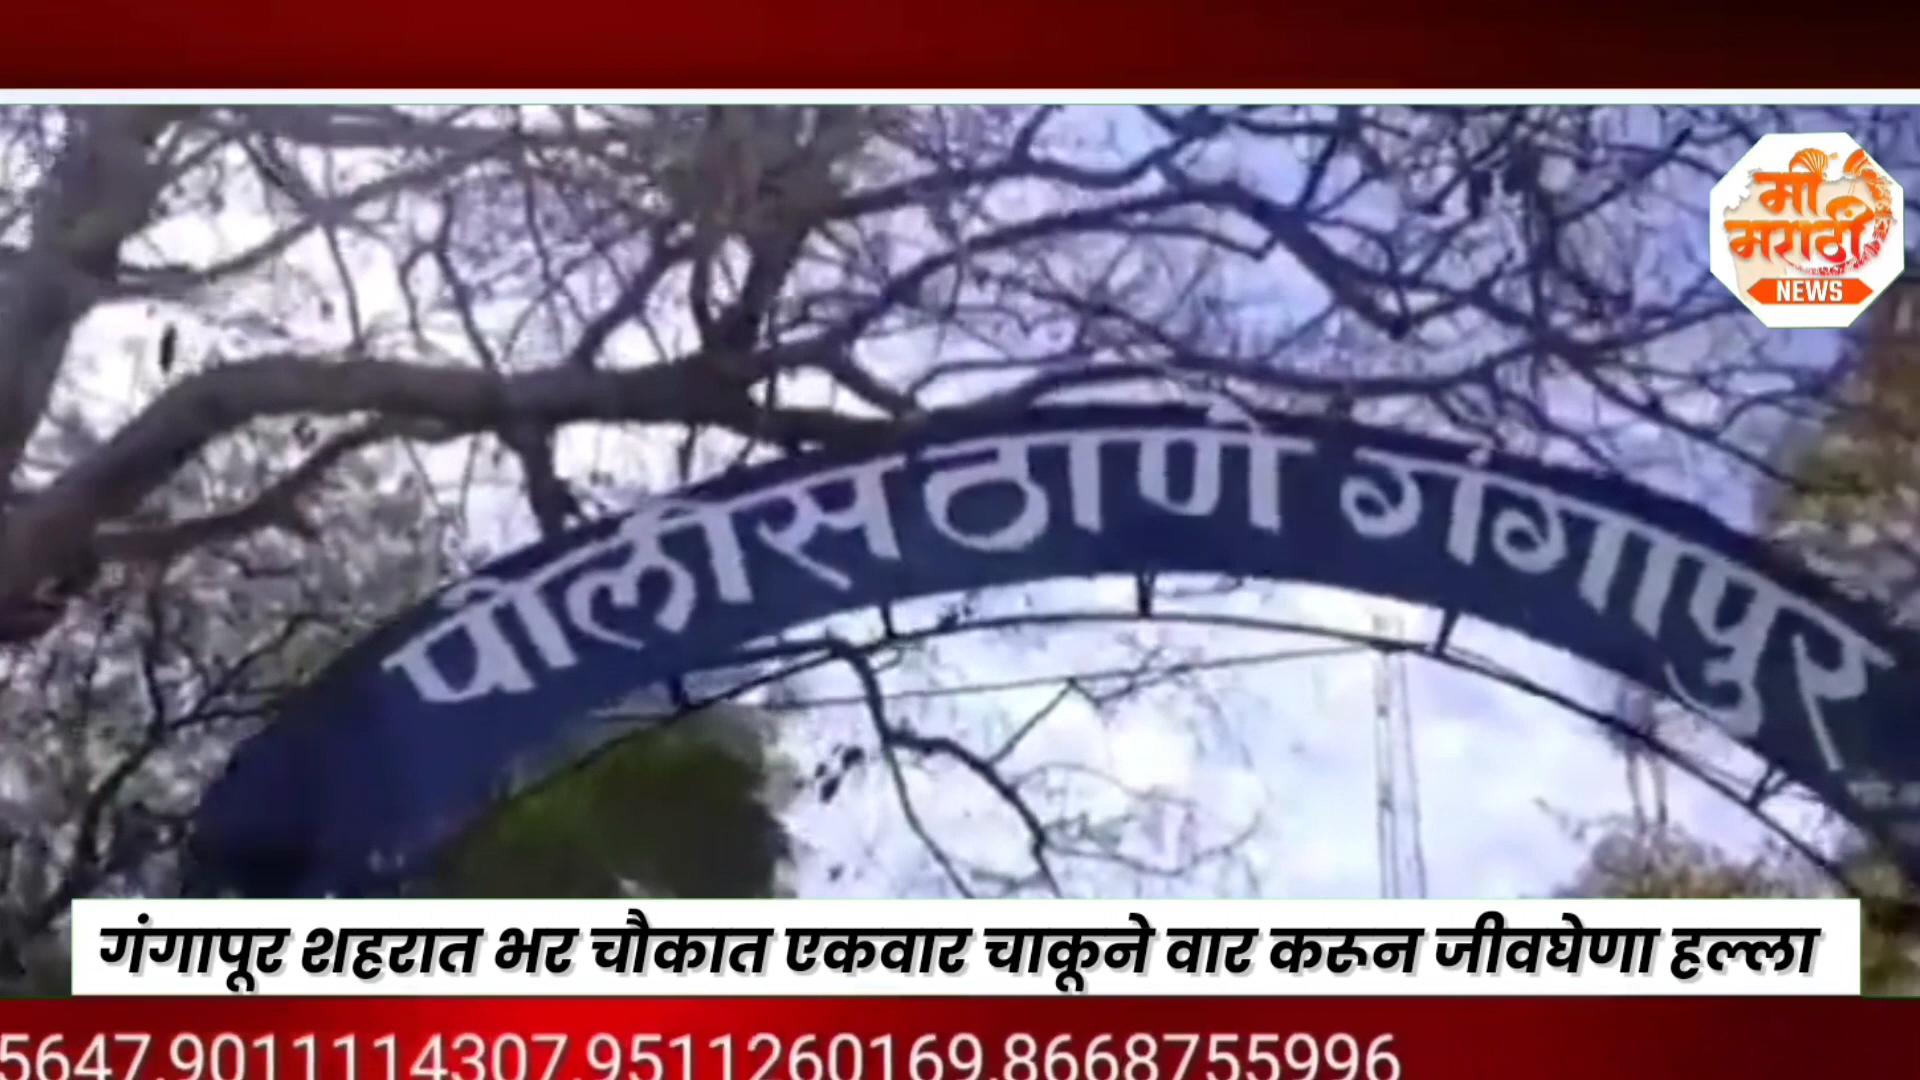 मी
मराठी
NEWS
पोलीस ठाणे गंगापुर
गंगापूर शहरात भर चौकात एकवार चाकूने वार करून जीवघेणा हल्ला
5647,9011114307,9511260169,8668755996